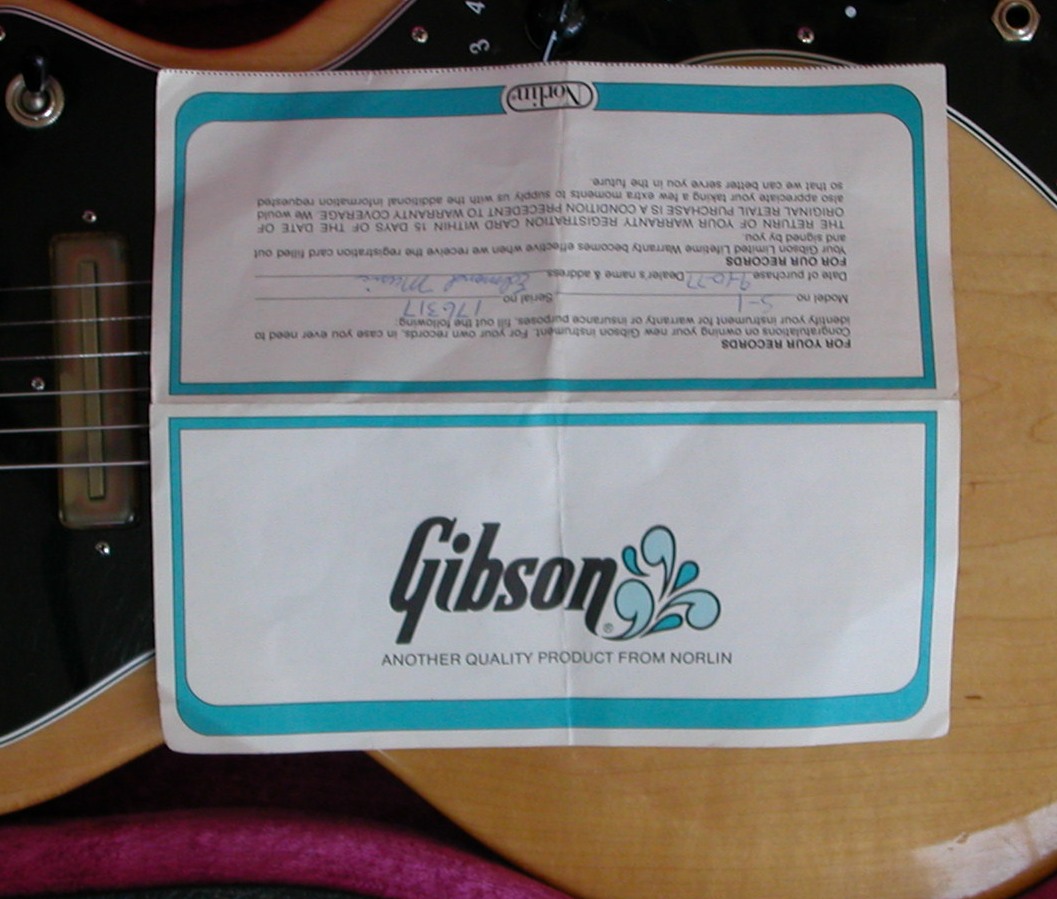 4
3
Norlin
FOR YOUR RECORDS
Congratulations on owning your new Gibson instrument. For your own records, in case you ever need to
identify your instrument for warranty or insurance purposes, fill out the following:
Model no S-1 Serial no 176317
Date of purchase 9-10-77 Dealer's name & address Edmond Music
FOR OUR RECORDS
Your Gibson Limited Lifetime Warranty becomes effective when we receive the registration card filled out
and signed by you.
THE RETURN OF YOUR WARRANTY REGISTRATION CARD WITHIN 15 DAYS OF THE DATE OF
ORIGINAL RETAIL PURCHASE IS A CONDITION PRECEDENT TO WARRANTY COVERAGE. We would
also appreciate your taking a few extra moments to supply us with the additional information requested
so that we can better serve you in the future.
Gibson®
ANOTHER QUALITY PRODUCT FROM NORLIN